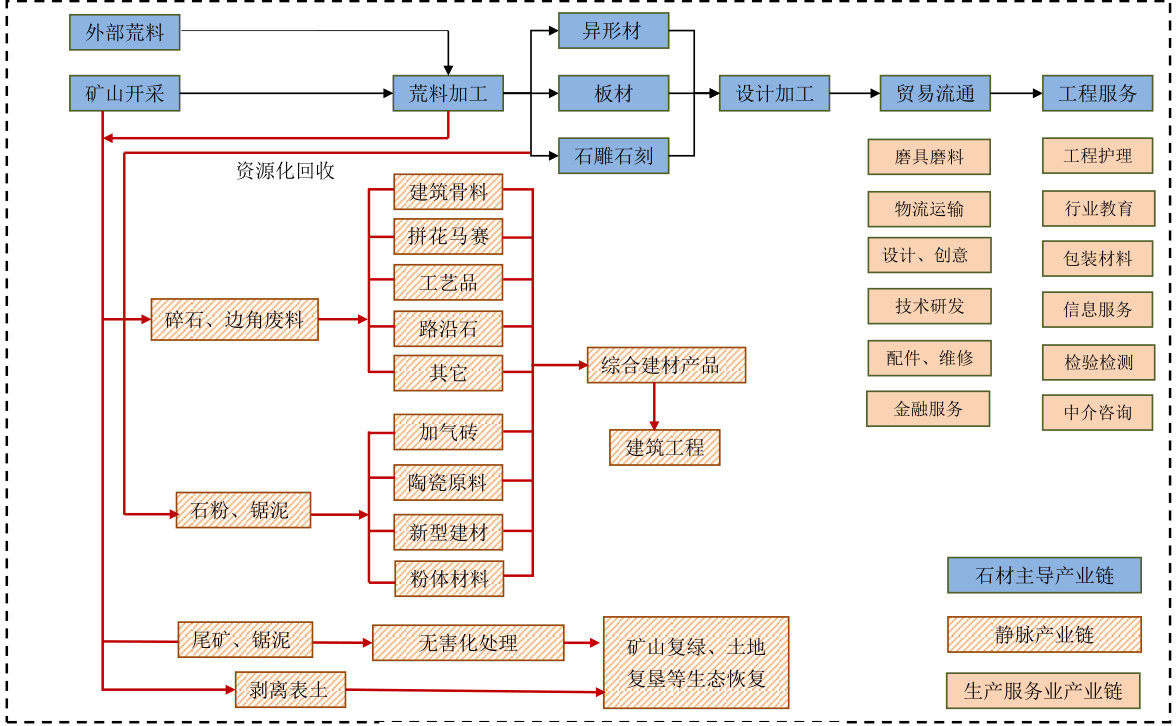 外部荒料
异形材
矿山开采
荒料加工
板材
设计加工
贸易流通
工程服务
石雕石刻
资源化回收
磨具磨料
工程护理
建筑骨料
物流运输
行业教育
拼花马赛
设计、创意
包装材料
工艺品
技术研发
信息服务
碎石、边角废料
路沿石
配件、维修
检验检测
其它
综合建材产品
金融服务
中介咨询
加气砖
建筑工程
陶瓷原料
石粉、锯泥
新型建材
粉体材料
石材主导产业链
尾矿、锯泥
无害化处理
矿山复绿、土地
复垦等生态恢复
静脉产业链
剥离表土
生产服务业产业链